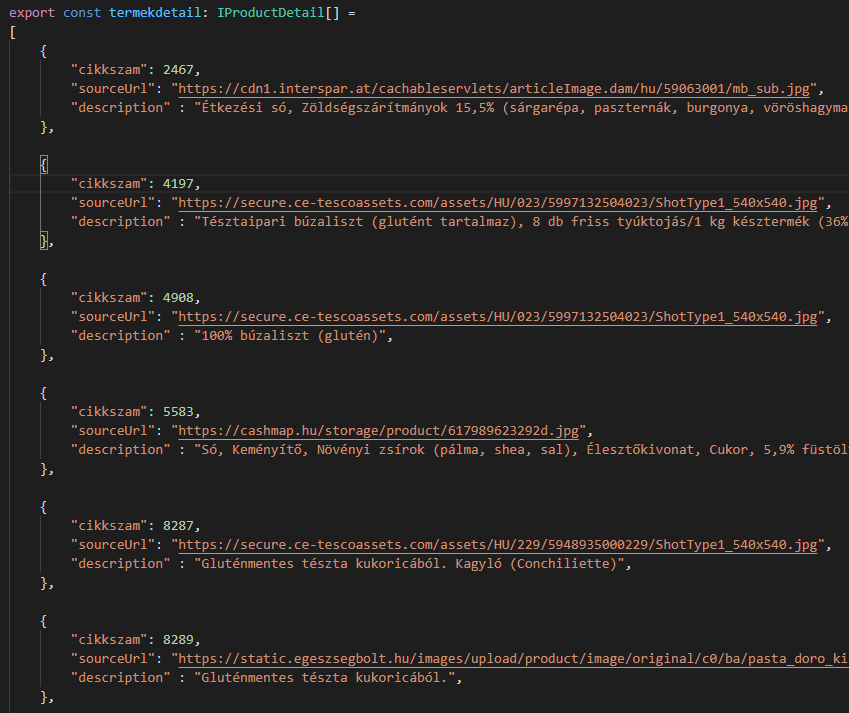 export const termekdetail: IProductDetail[] =
[
{
"cikkszam": 2467,
"sourceUrl": "https://cdn1.interspar.at/cachableservlets/articleImage.dam/hu/59063001/mb_sub.jpg",
"description" : "Étkezési só, Zöldségszárítmányok 15,5% (sárgarépa, paszternák, burgonya, vöröshagyma
},
{
"cikkszam": 4197,
"sourceUrl": "https://secure.ce-tescoassets.com/assets/HU/023/5997132504023/ShotType1_540x540.jpg",
"description" : "Tésztaipari búzaliszt (glutént tartalmaz), 8 db friss tyúktojás/1 kg késztermék (36%
},
{
"cikkszam": 4908,
"sourceUrl": "https://secure.ce-tescoassets.com/assets/HU/023/5997132504023/ShotType1_540x540.jpg",
"description" : "100% búzaliszt (glutén)",
},
{
"cikkszam": 5583,
"sourceUrl": "https://cashmap.hu/storage/product/617989623292d.jpg",
"description" : "Só, Keményítő, Növényi zsírok (pálma, shea, sal), Élesztőkivonat, Cukor, 5,9% füstöl
},
{
"cikkszam": 8287,
"sourceUrl": "https://secure.ce-tescoassets.com/assets/HU/229/5948935000229/ShotType1_540x540.jpg",
"description" : "Gluténmentes tészta kukoricából. Kagyló (Conchiliette)",
},
{
"cikkszam": 8289,
"sourceUrl": "https://static.egeszsegbolt.hu/images/upload/product/image/original/c0/ba/pasta_doro_ki
"description" : "Gluténmentes tészta kukoricából.",
},